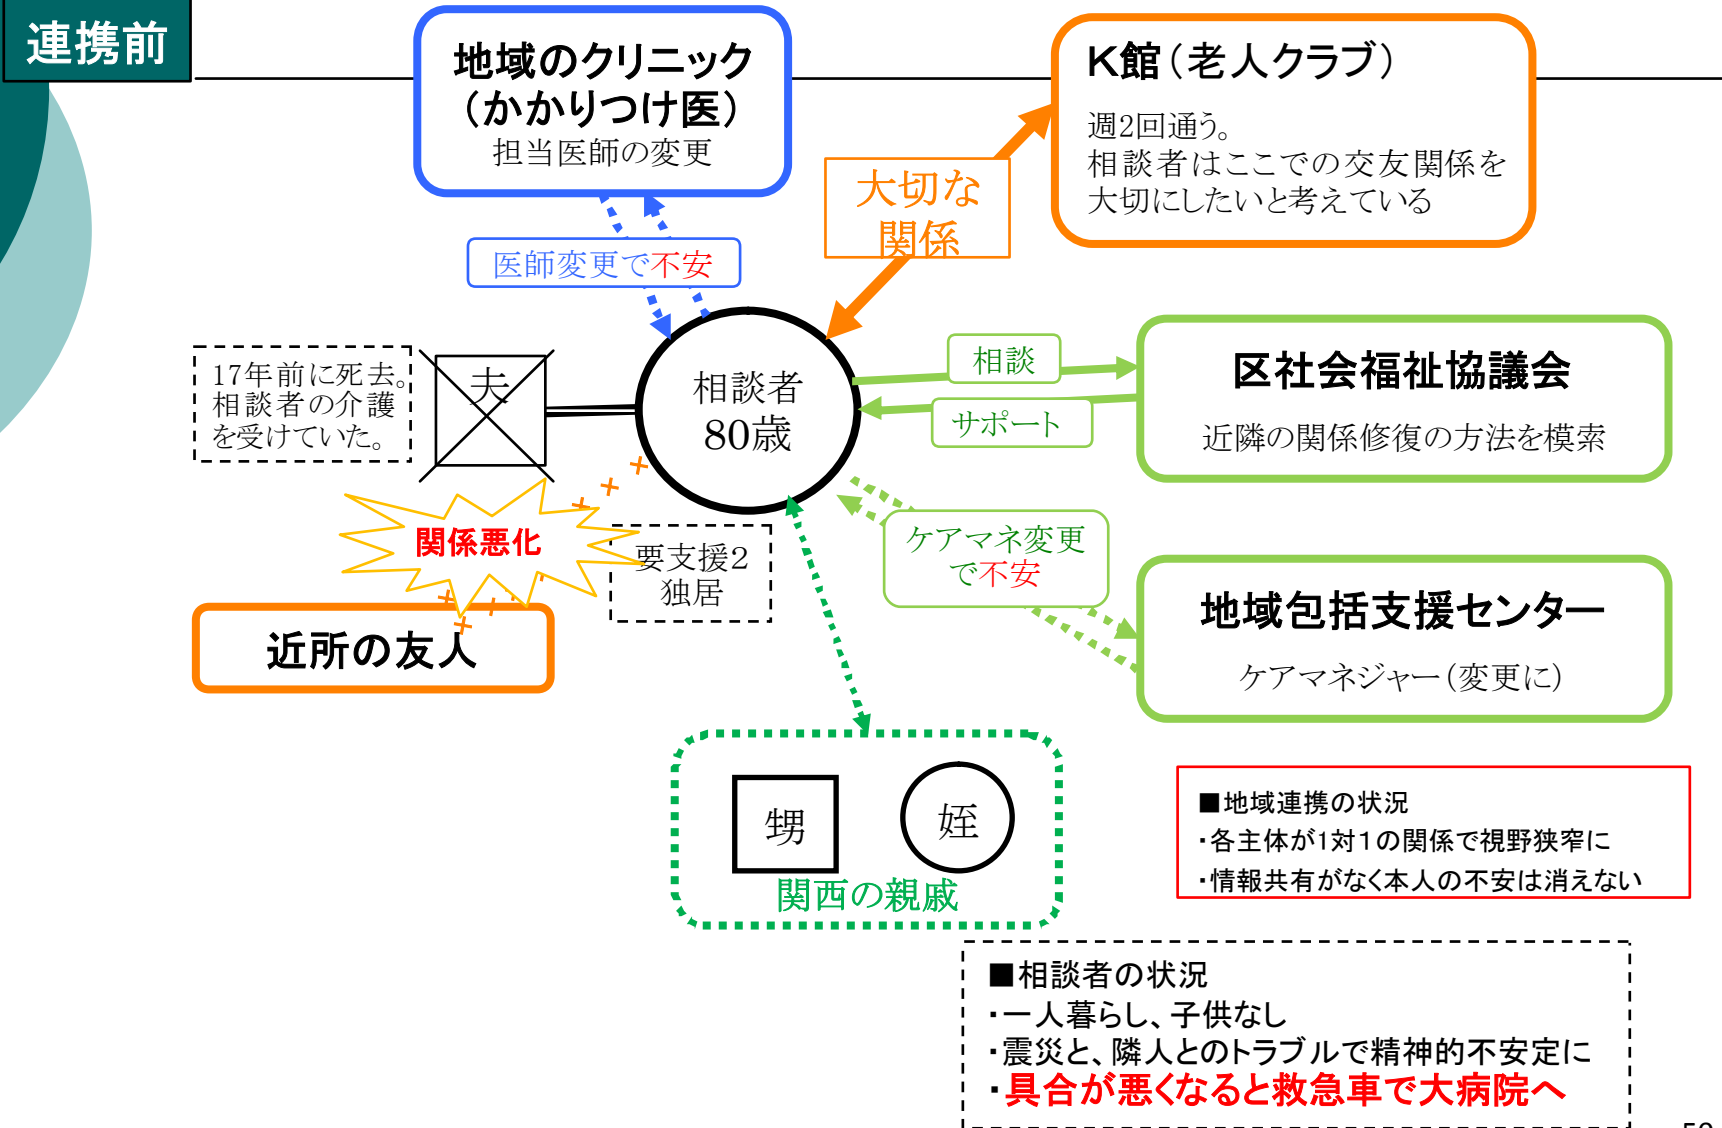 連携前
地域のクリニック
（かかりつけ医）
担当医師の変更
K館（老人クラブ）
週2回通う。
相談者はここでの交友関係を
大切にしたいと考えている
大切な
関係
医師変更で不安
17年前に死去。
相談者の介護
を受けていた。
夫
相談者
80歳
相談
サポート
区社会福祉協議会
近隣の関係修復の方法を模索
関係悪化
要支援2
独居
ケアマネ変更
で不安
近所の友人
地域包括支援センター
ケアマネジャー（変更に）
甥
姪
関西の親戚
■地域連携の状況
・各主体が1対１の関係で視野狭窄に
・情報共有がなく本人の不安は消えない
■相談者の状況
・一人暮らし、子供なし
・震災と、隣人とのトラブルで精神的不安定に
・具合が悪くなると救急車で大病院へ